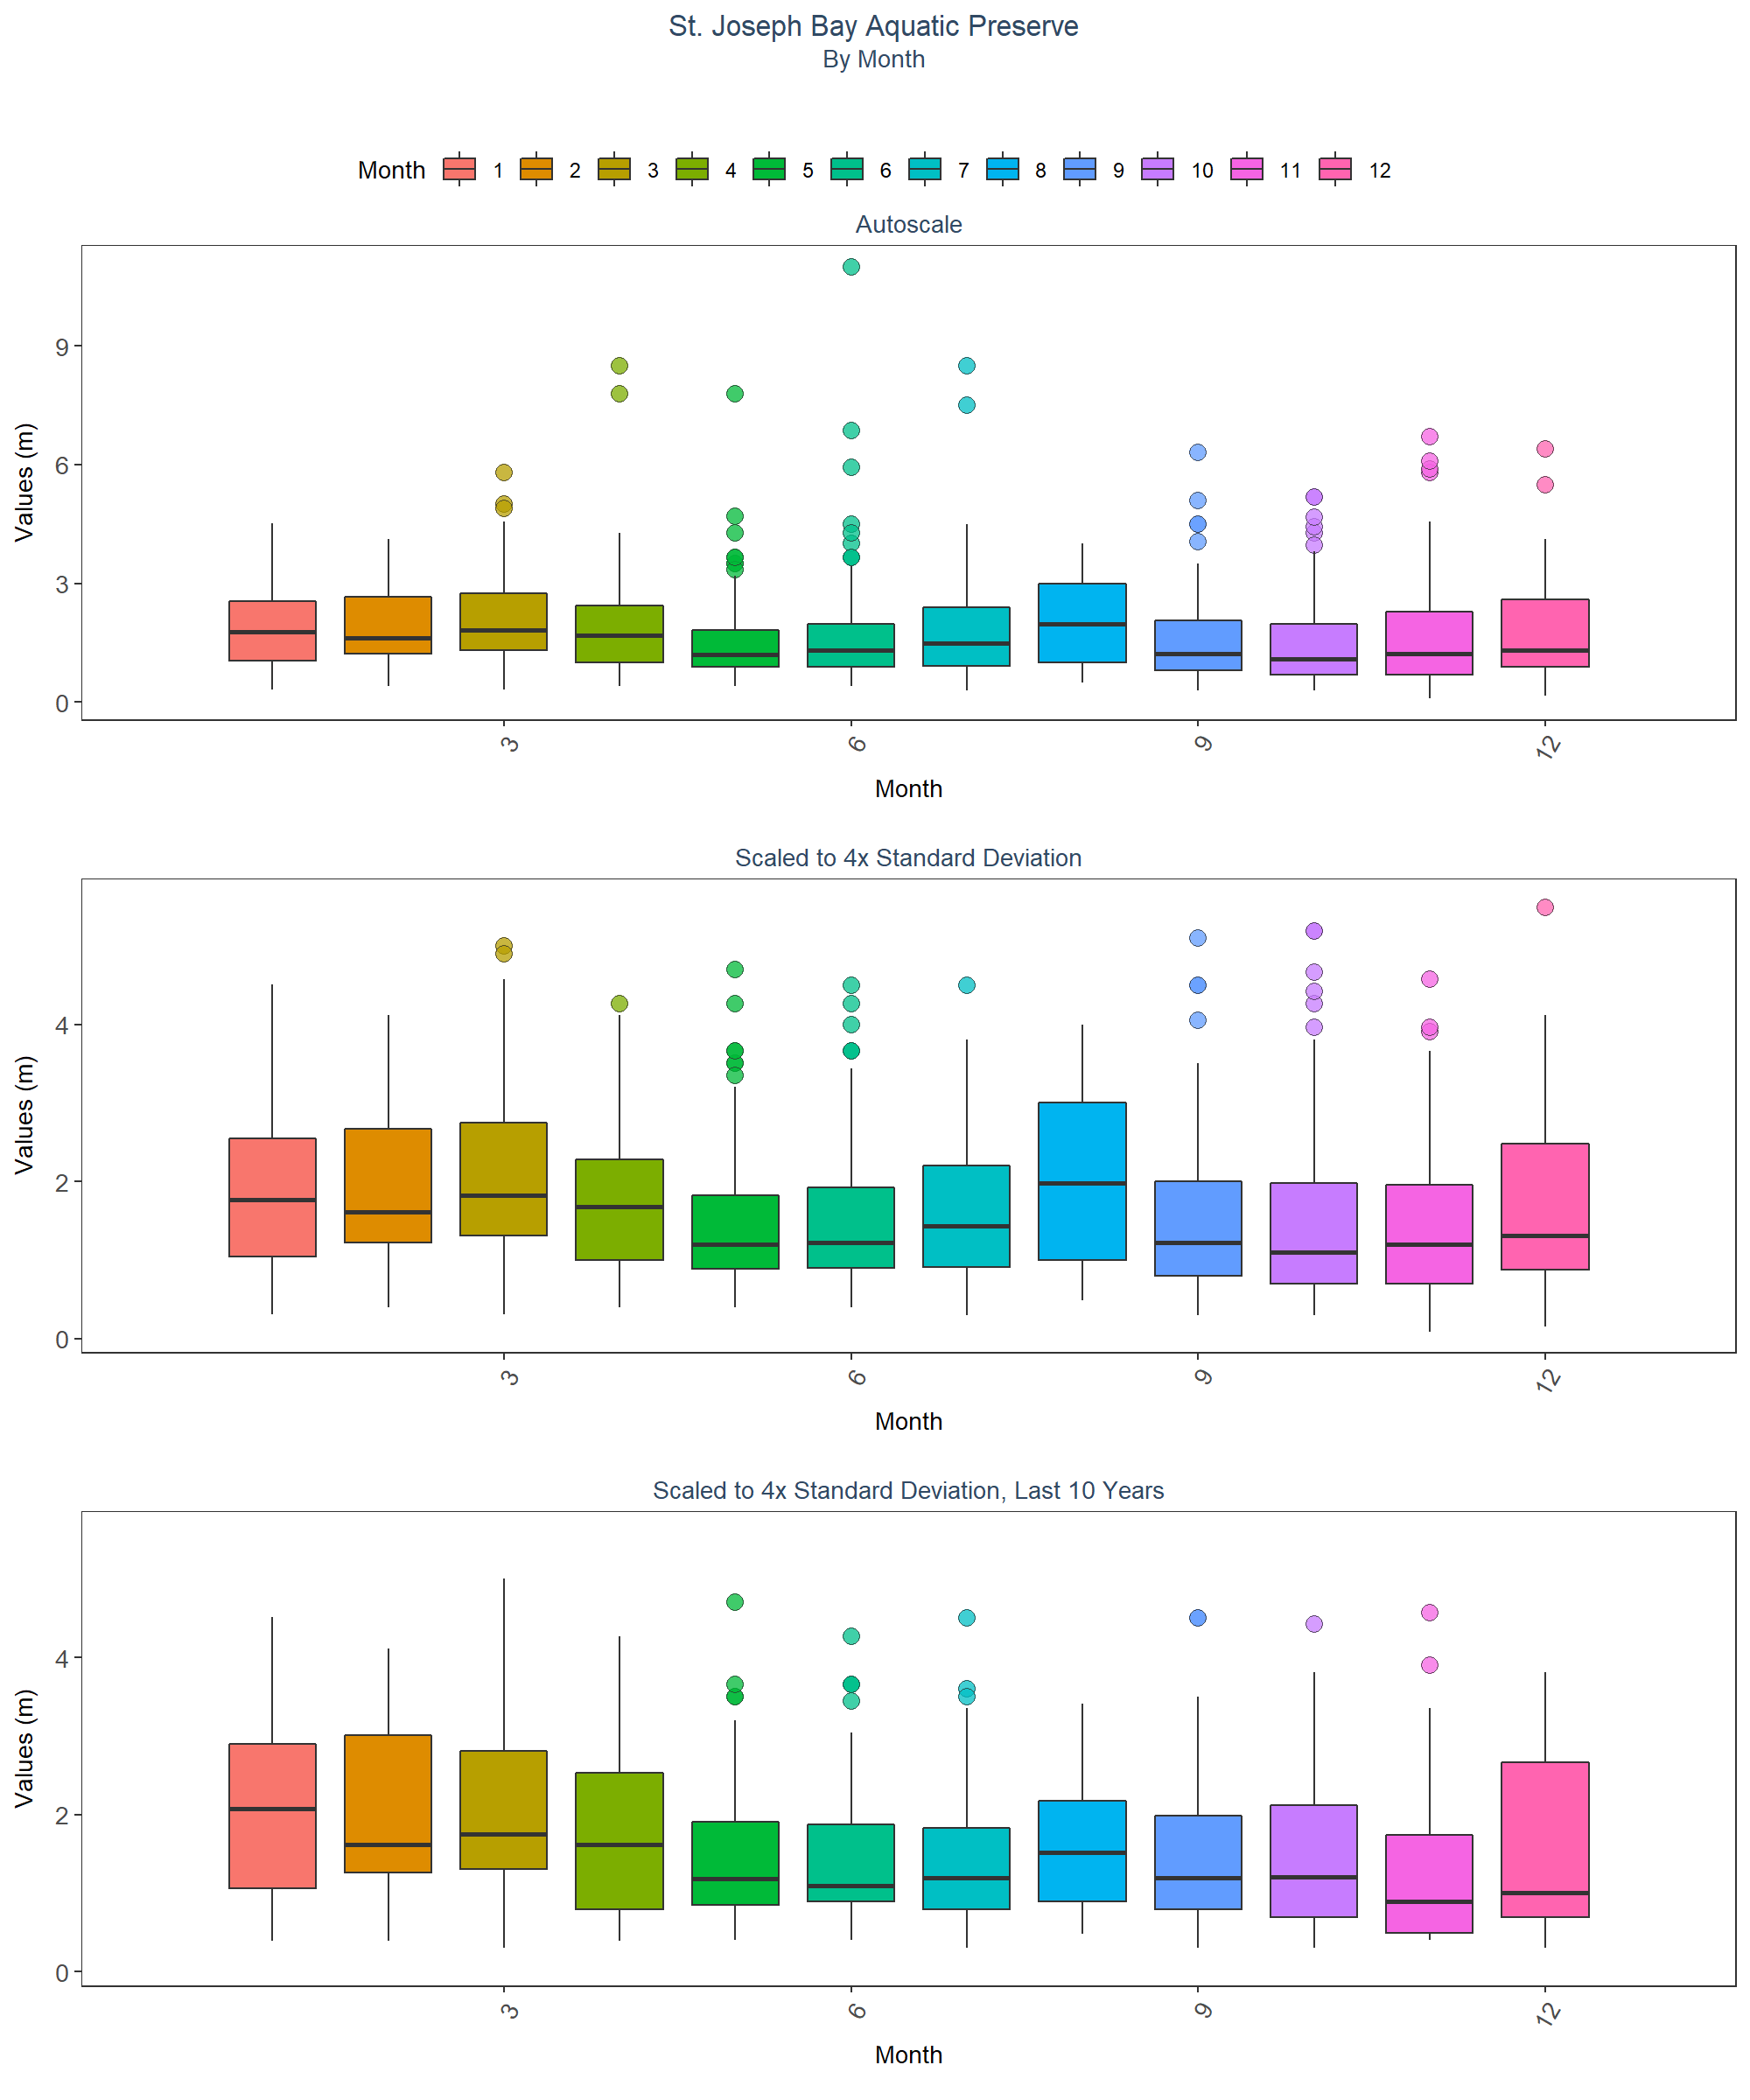 St. Joseph Bay Aquatic Preserve
By Month
Month 1 2 3 4 5 6 7 8 9 10 11 12
Autoscale
Values (m)
9
6
3
0
3 6 9 12
Month
Scaled to 4x Standard Deviation
Values (m)
4
2
0
3 6 9 12
Month
Scaled to 4x Standard Deviation, Last 10 Years
Values (m)
4
2
0
3 6 9 12
Month